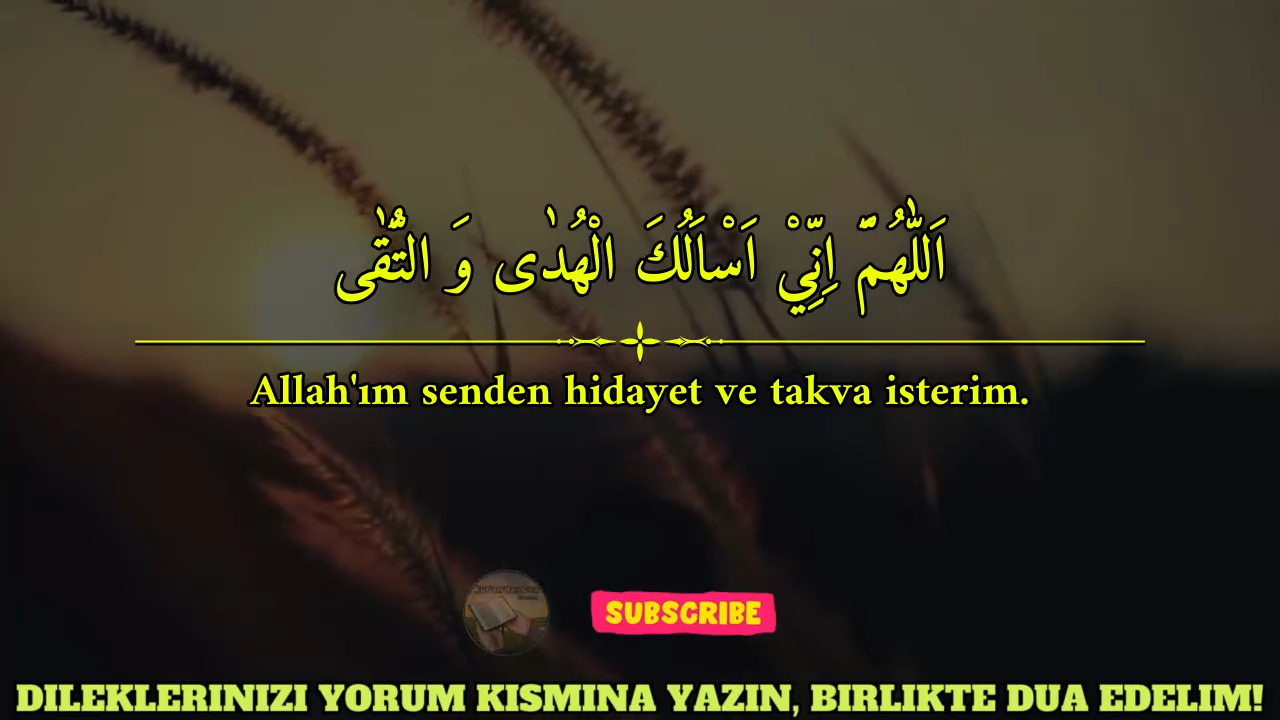 اَللّٰهُمَّ اِنِّيْ اَسْاَلُكَ الْهُدٰى وَ التُّقٰى
Allah'ım senden hidayet ve takva isterim.
SUBSCRIBE
DILEKLERINIZI YORUM KISMINA YAZIN, BIRLIKTE DUA EDELIM!